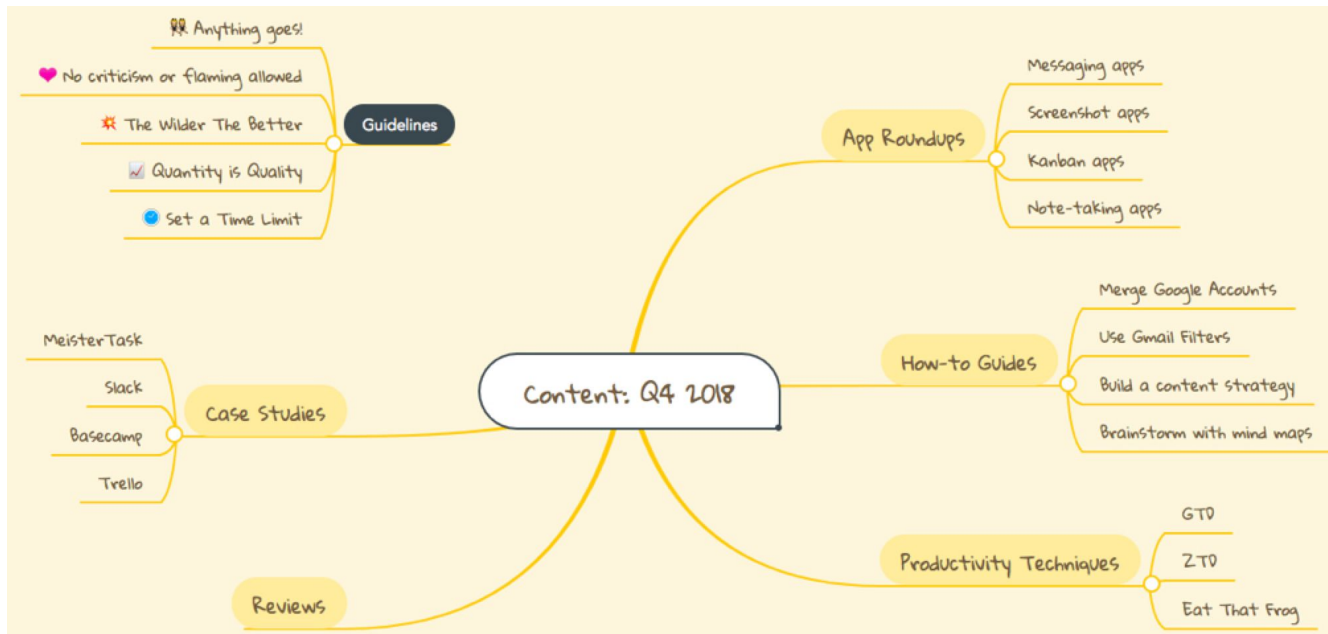 Anything goes!
No criticism or flaming allowed
The Wilder The Better
Quantity is Quality
Set a Time Limit
Guidelines
App Roundups
Messaging apps
Screenshot apps
Kanban apps
Note-taking apps
Content: Q4 2018
How-to Guides
Merge Google Accounts
Use Gmail Filters
Build a content strategy
Brainstorm with mind maps
Case Studies
MeisterTask
Slack
Basecamp
Trello
Productivity Techniques
GTD
ZTD
Eat That Frog
Reviews